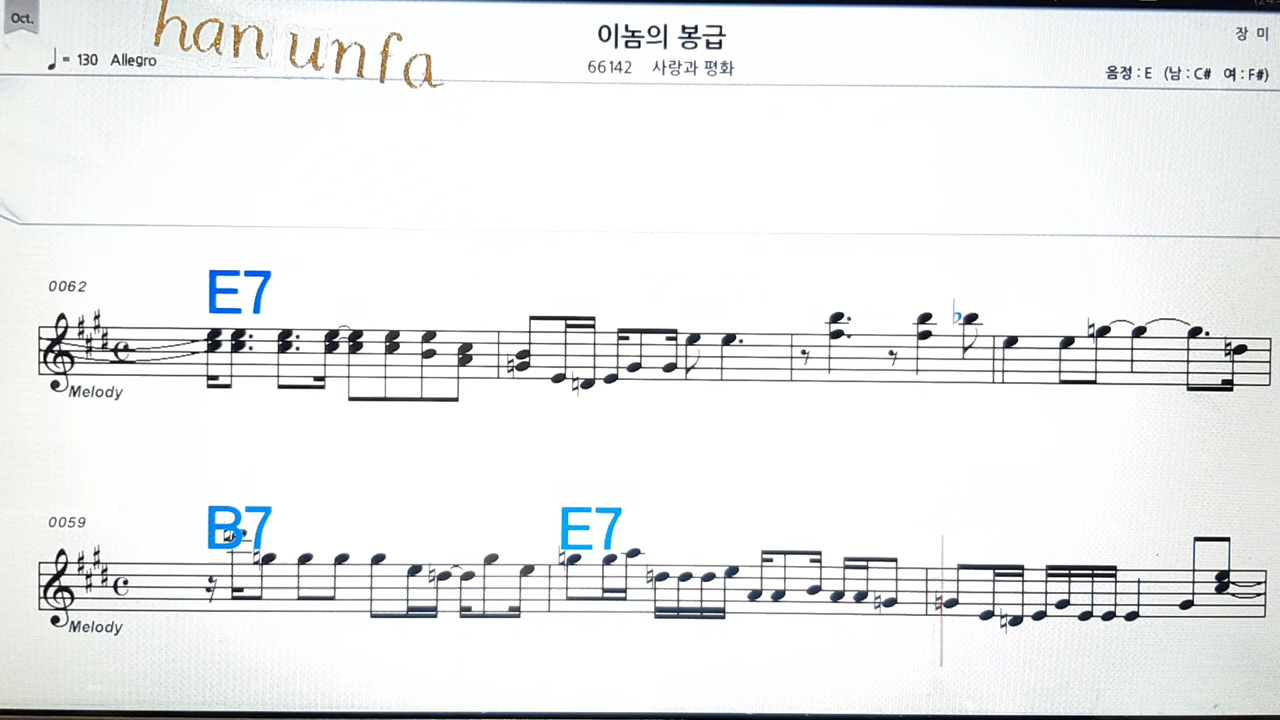 Oct.
han unfa
이놈의 봉급
장 미
♩ = 130 Allegro
66142 사랑과 평화
음정 : E (남 : C# 여 : F#)
E7
0062
Melody
B7 E7
0059
Melody